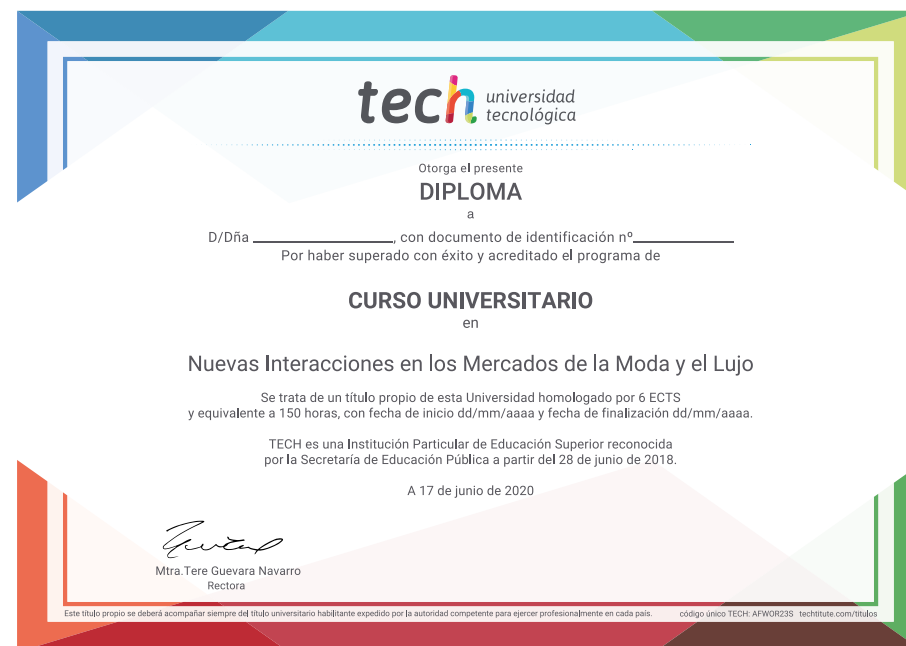 tech universidad
tecnológica
Otorga el presente
DIPLOMA
a
D/Dña ____________________, con documento de identificación nº______________
Por haber superado con éxito y acreditado el programa de
CURSO UNIVERSITARIO
en
Nuevas Interacciones en los Mercados de la Moda y el Lujo
Se trata de un título propio de esta Universidad homologado por 6 ECTS
y equivalente a 150 horas, con fecha de inicio dd/mm/aaaa y fecha de finalización dd/mm/aaaa.
TECH es una Institución Particular de Educación Superior reconocida
por la Secretaría de Educación Pública a partir del 28 de junio de 2018.
A 17 de junio de 2020
Mtra.Tere Guevara Navarro
Rectora
Este título propio se deberá acompañar siempre del título universitario habilitante expedido por la autoridad competente para ejercer profesionalmente en cada país. código único TECH: AFWOR23S techtitute.com/titulos